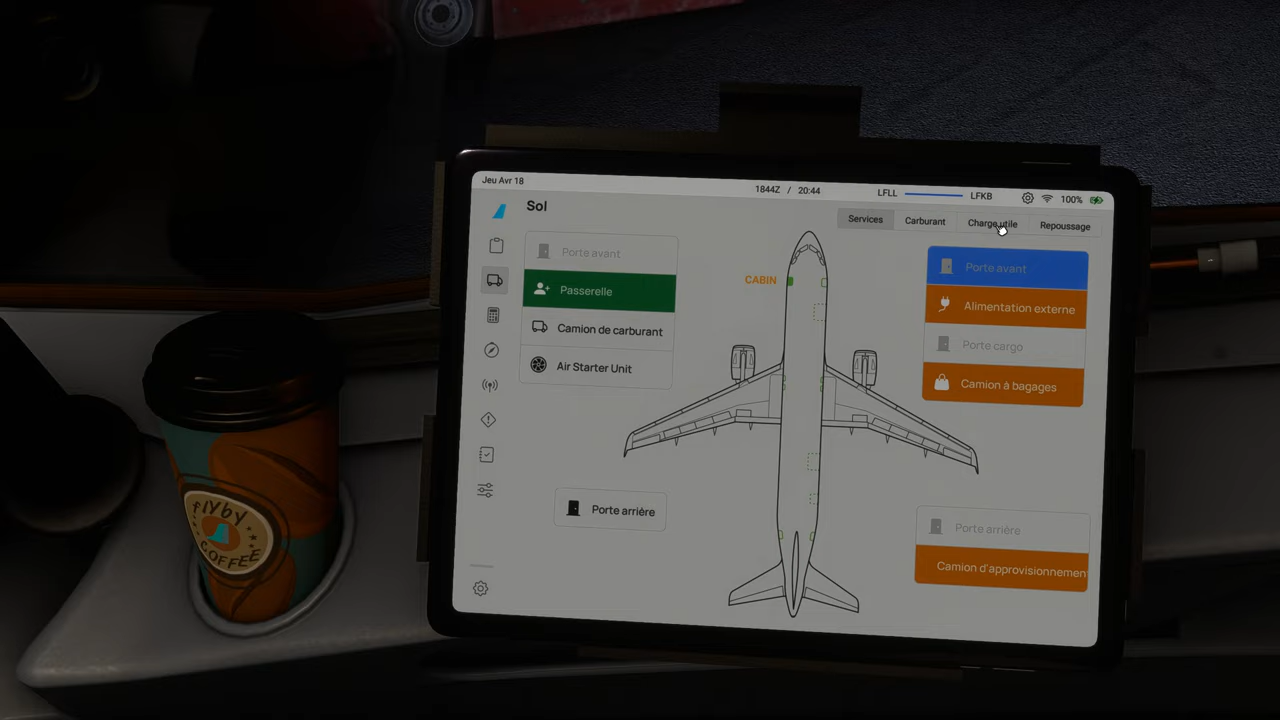 Jeu Avr 18
1844Z / 20:44
LFLL
LFKB
100%
Sol
Services
Carburant
Charge utile
Repoussage
Porte avant
Passerelle
Camion de carburant
Air Starter Unit
CABIN
Porte avant
Alimentation externe
Porte cargo
Camion à bagages
Porte arrière
Porte arrière
Camion d'approvisionnement
flyby
COFFEE